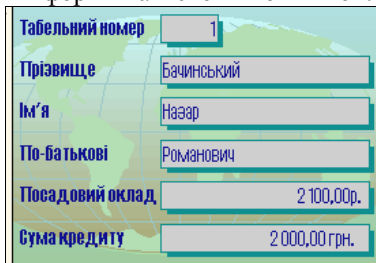 Табельний номер 1
Прізвище Бачинський
Ім'я Назар
По-батькові Романович
Посадовий оклад 2 100,00р.
Сума кредиту 2 000,00 грн.